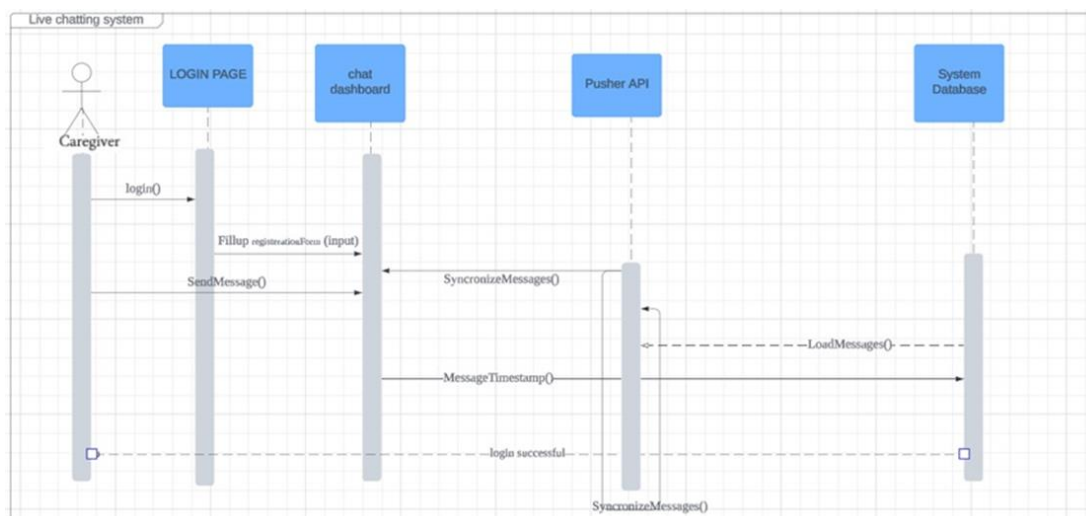 Live chatting system
LOGIN PAGE
chat
dashboard
Pusher API
System
Database
Caregiver
login()
Fillup registerationForm (input)
SyncronizeMessages()
SendMessage()
LoadMessages()
MessageTimestamp()
login successful
SyncronizeMessages()